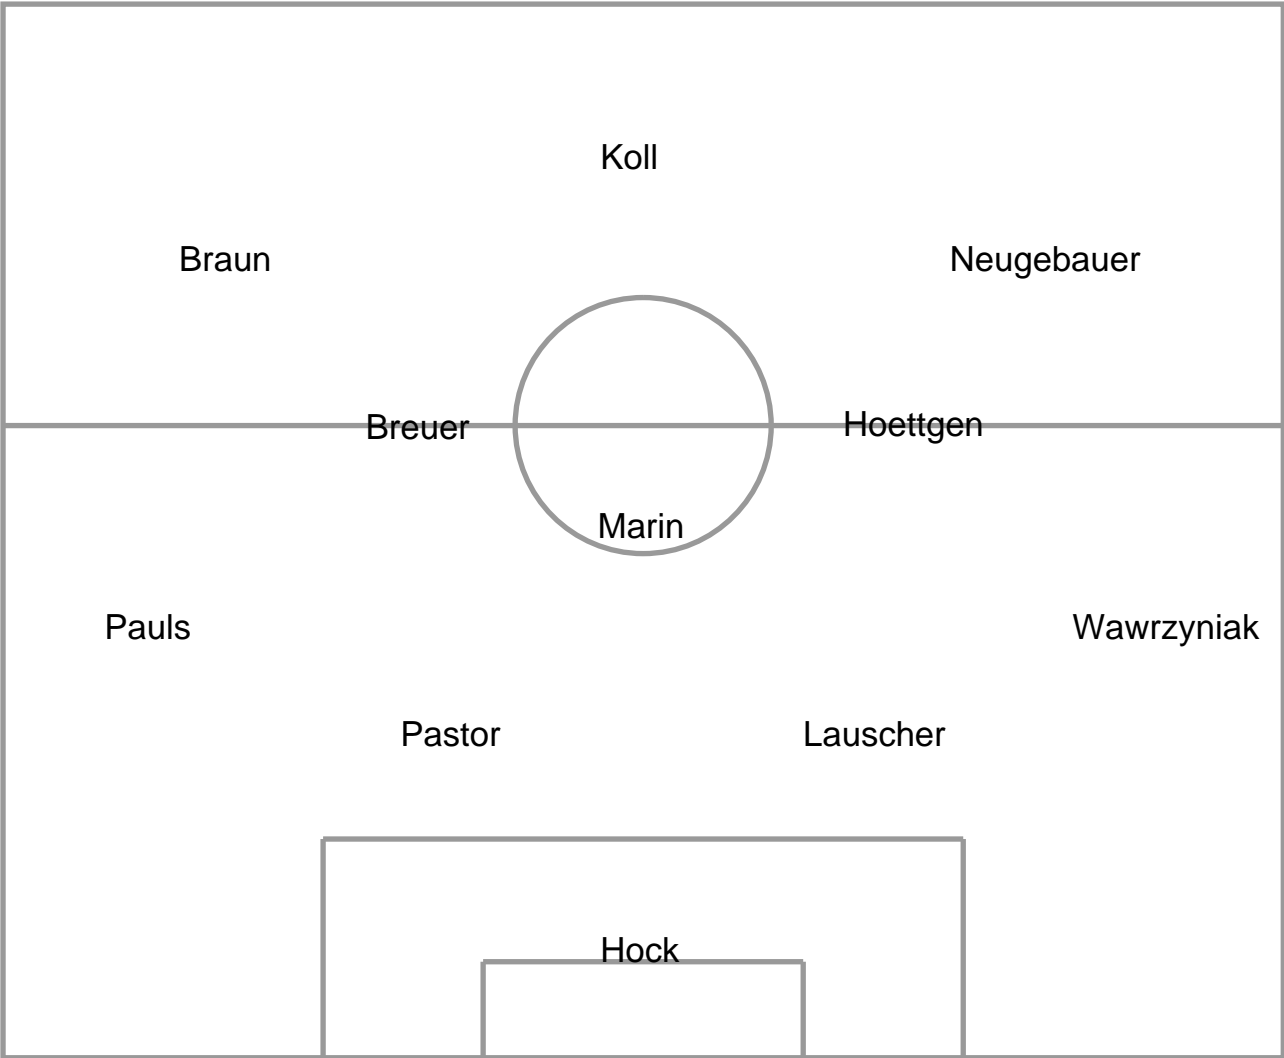 Koll
Braun Neugebauer
Breuer Hoettgen
Marin
Pauls Wawrzyniak
Pastor Lauscher
Hock